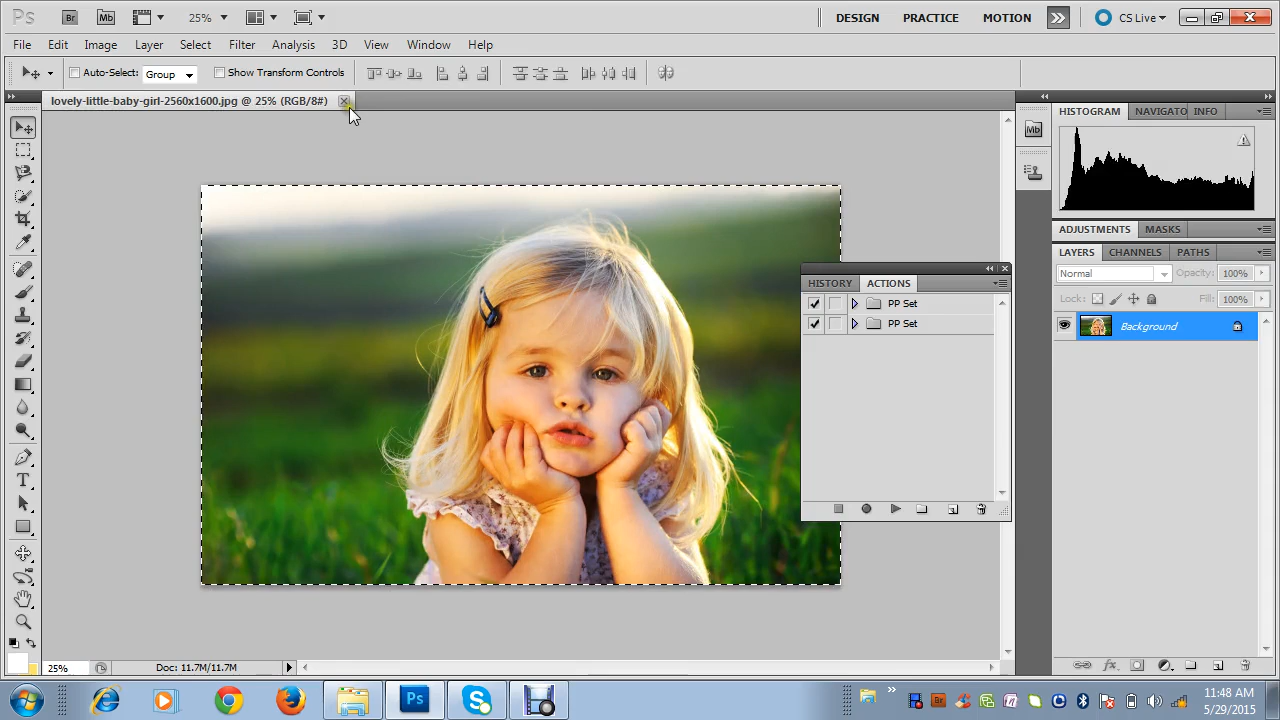 Ps Br Mb 25% DESIGN PRACTICE MOTION CS Live
File Edit Image Layer Select Filter Analysis 3D View Window Help
Auto-Select: Group Show Transform Controls
lovely-little-baby-girl-2560x1600.jpg @ 25% (RGB/8#)
HISTOGRAM NAVIGATO INFO
Mb
ADJUSTMENTS MASKS
LAYERS CHANNELS PATHS
Normal Opacity: 100%
Lock: Fill: 100%
Background
HISTORY ACTIONS
PP Set
PP Set
25% Doc: 11.7M/11.7M
Ps
11:48 AM
5/29/2015